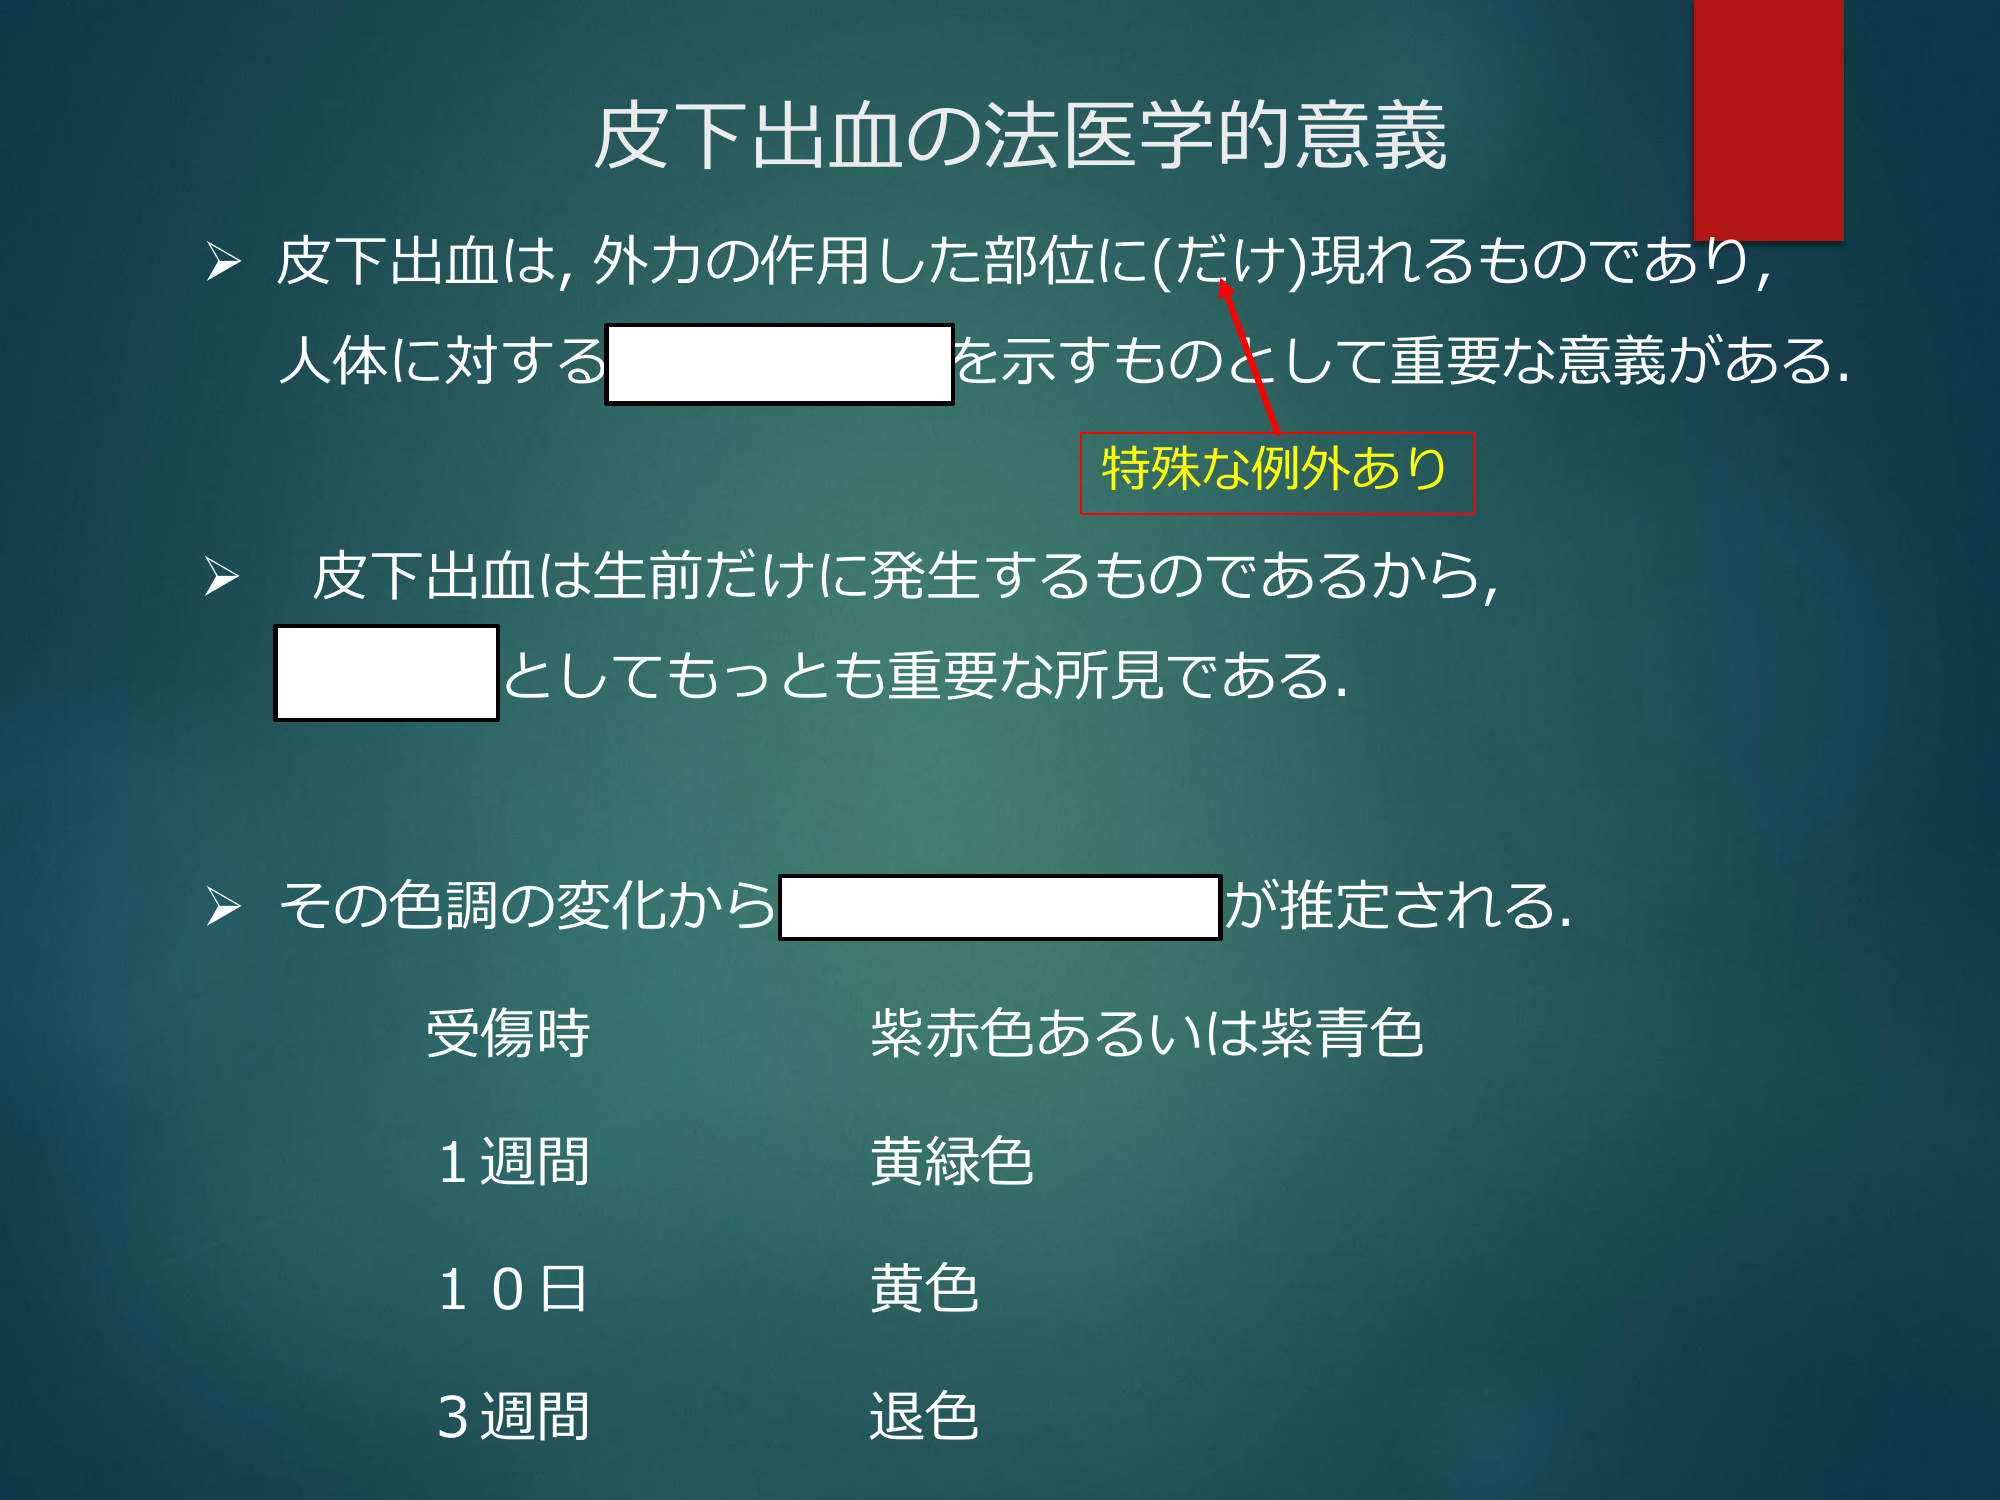 皮下出血の法医学的意義
➢ 皮下出血は, 外力の作用した部位に(だけ)現れるものであり,
人体に対する
を示すものとして重要な意義がある.
特殊な例外あり
➢ 皮下出血は生前だけに発生するものであるから,
としてもっとも重要な所見である.
➢ その色調の変化から
が推定される.
受傷時 紫赤色あるいは紫青色
１週間 黄緑色
１０日 黄色
３週間 退色